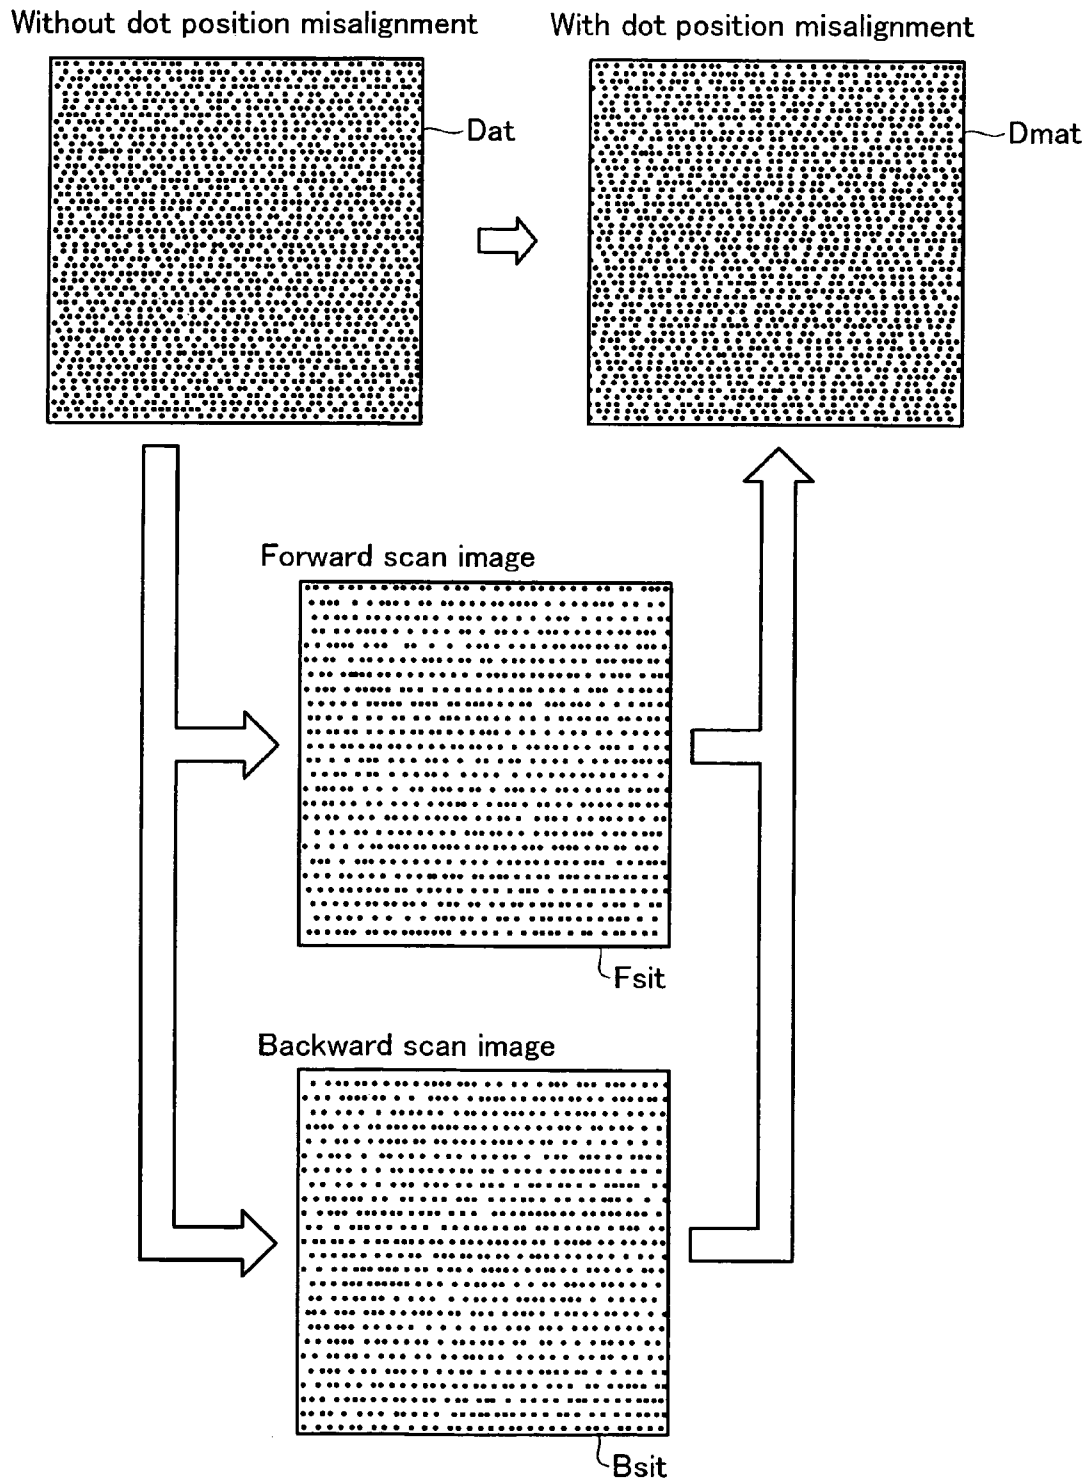 Without dot position misalignment
With dot position misalignment
Dat
Dmat
Forward scan image
Fsit
Backward scan image
Bsit